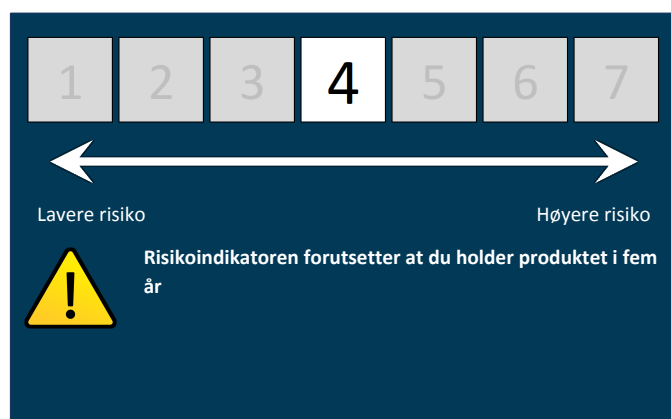 1 2 3 4 5 6 7
Lavere risiko Høyere risiko
Risikoindikatoren forutsetter at du holder produktet i fem
år